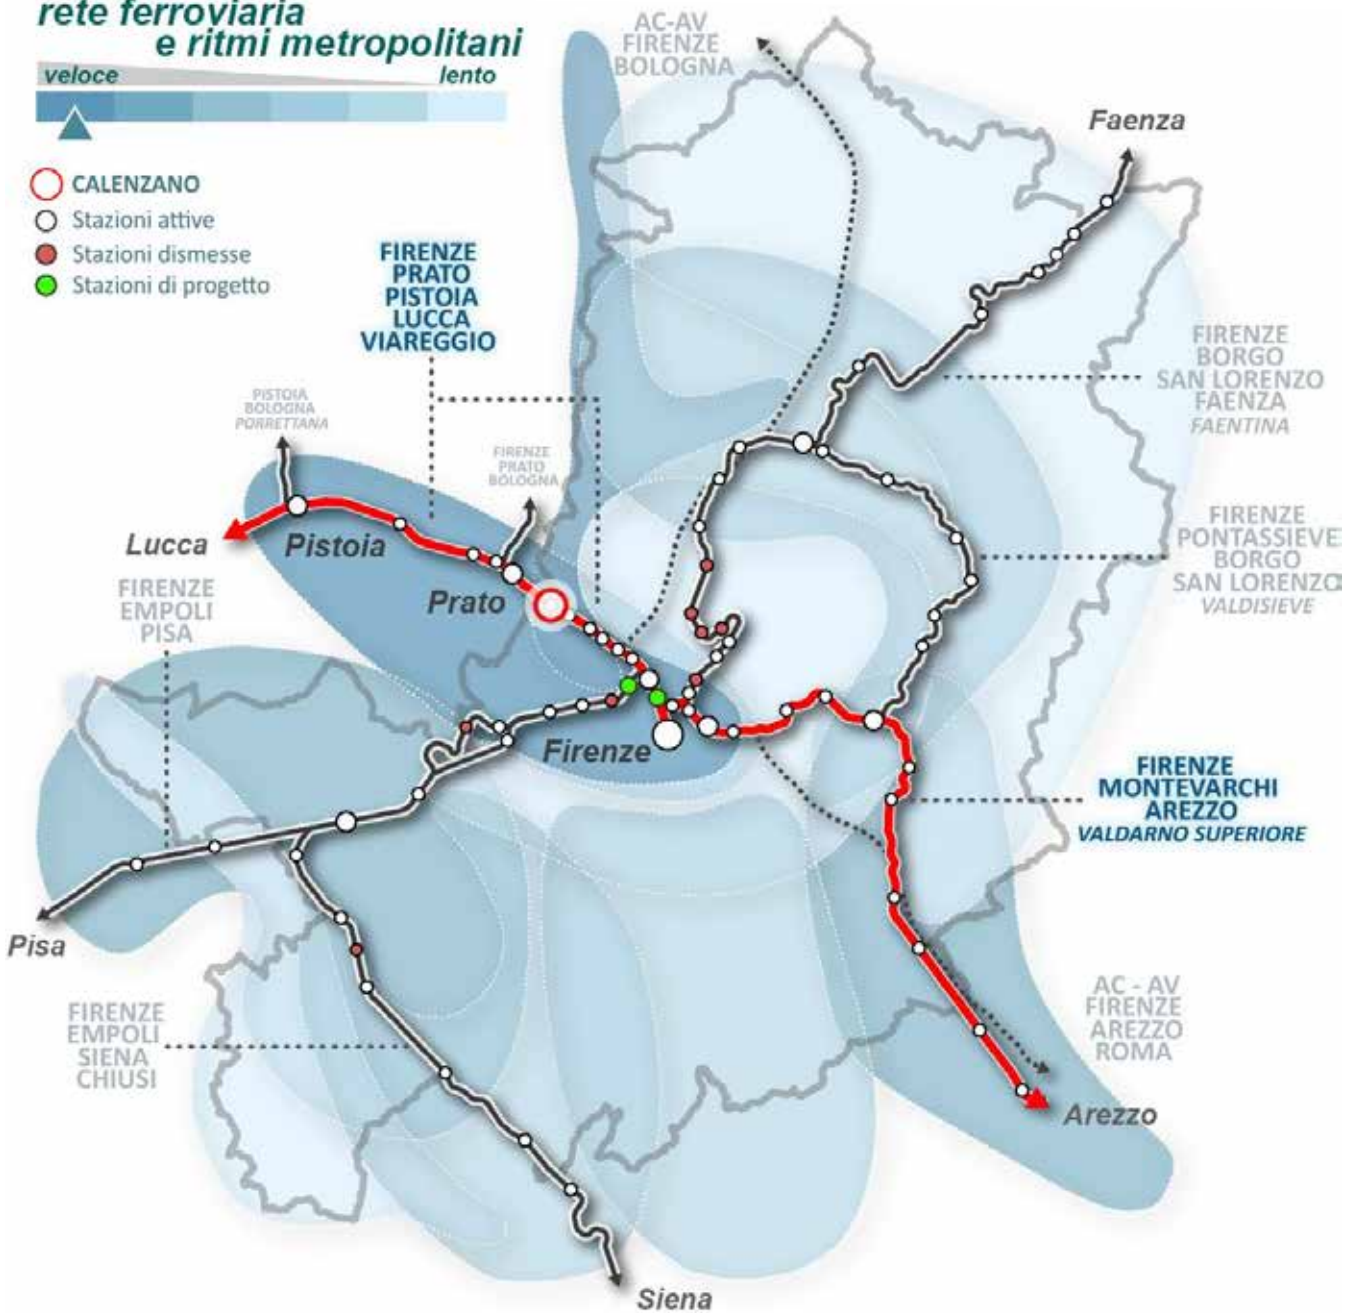 rete ferroviaria
e ritmi metropolitani
veloce
lento
CALENZANO
Stazioni attive
Stazioni dismesse
Stazioni di progetto
AC-AV
FIRENZE
BOLOGNA
Faenza
FIRENZE
PRATO
PISTOIA
LUCCA
VIAREGGIO
FIRENZE
BORGO
SAN LORENZO
FAENZA
FAENTINA
PISTOIA
BOLOGNA
PORRETTANA
FIRENZE
PRATO
BOLOGNA
Lucca
Pistoia
FIRENZE
PONTASSIEVE
BORGO
SAN LORENZO
VALDISIEVE
FIRENZE
EMPOLI
PISA
Prato
Firenze
FIRENZE
MONTEVARCHI
AREZZO
VALDARNO SUPERIORE
Pisa
FIRENZE
EMPOLI
SIENA
CHIUSI
AC - AV
FIRENZE
AREZZO
ROMA
Arezzo
Siena